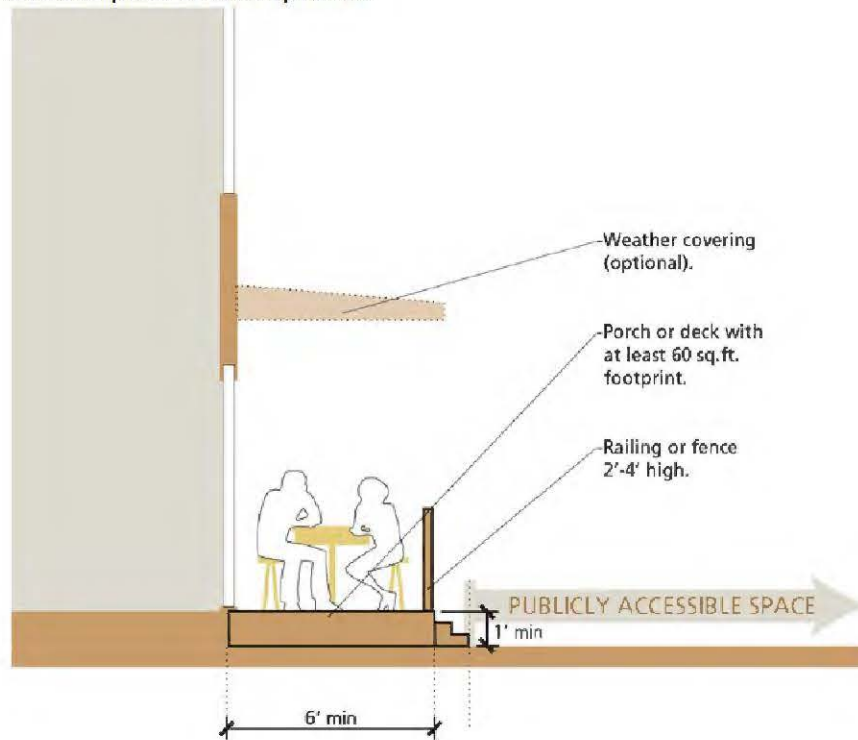 Weather covering
(optional).
Porch or deck with
at least 60 sq.ft.
footprint.
Railing or fence
2'-4' high.
PUBLICLY ACCESSIBLE SPACE
1' min
6' min